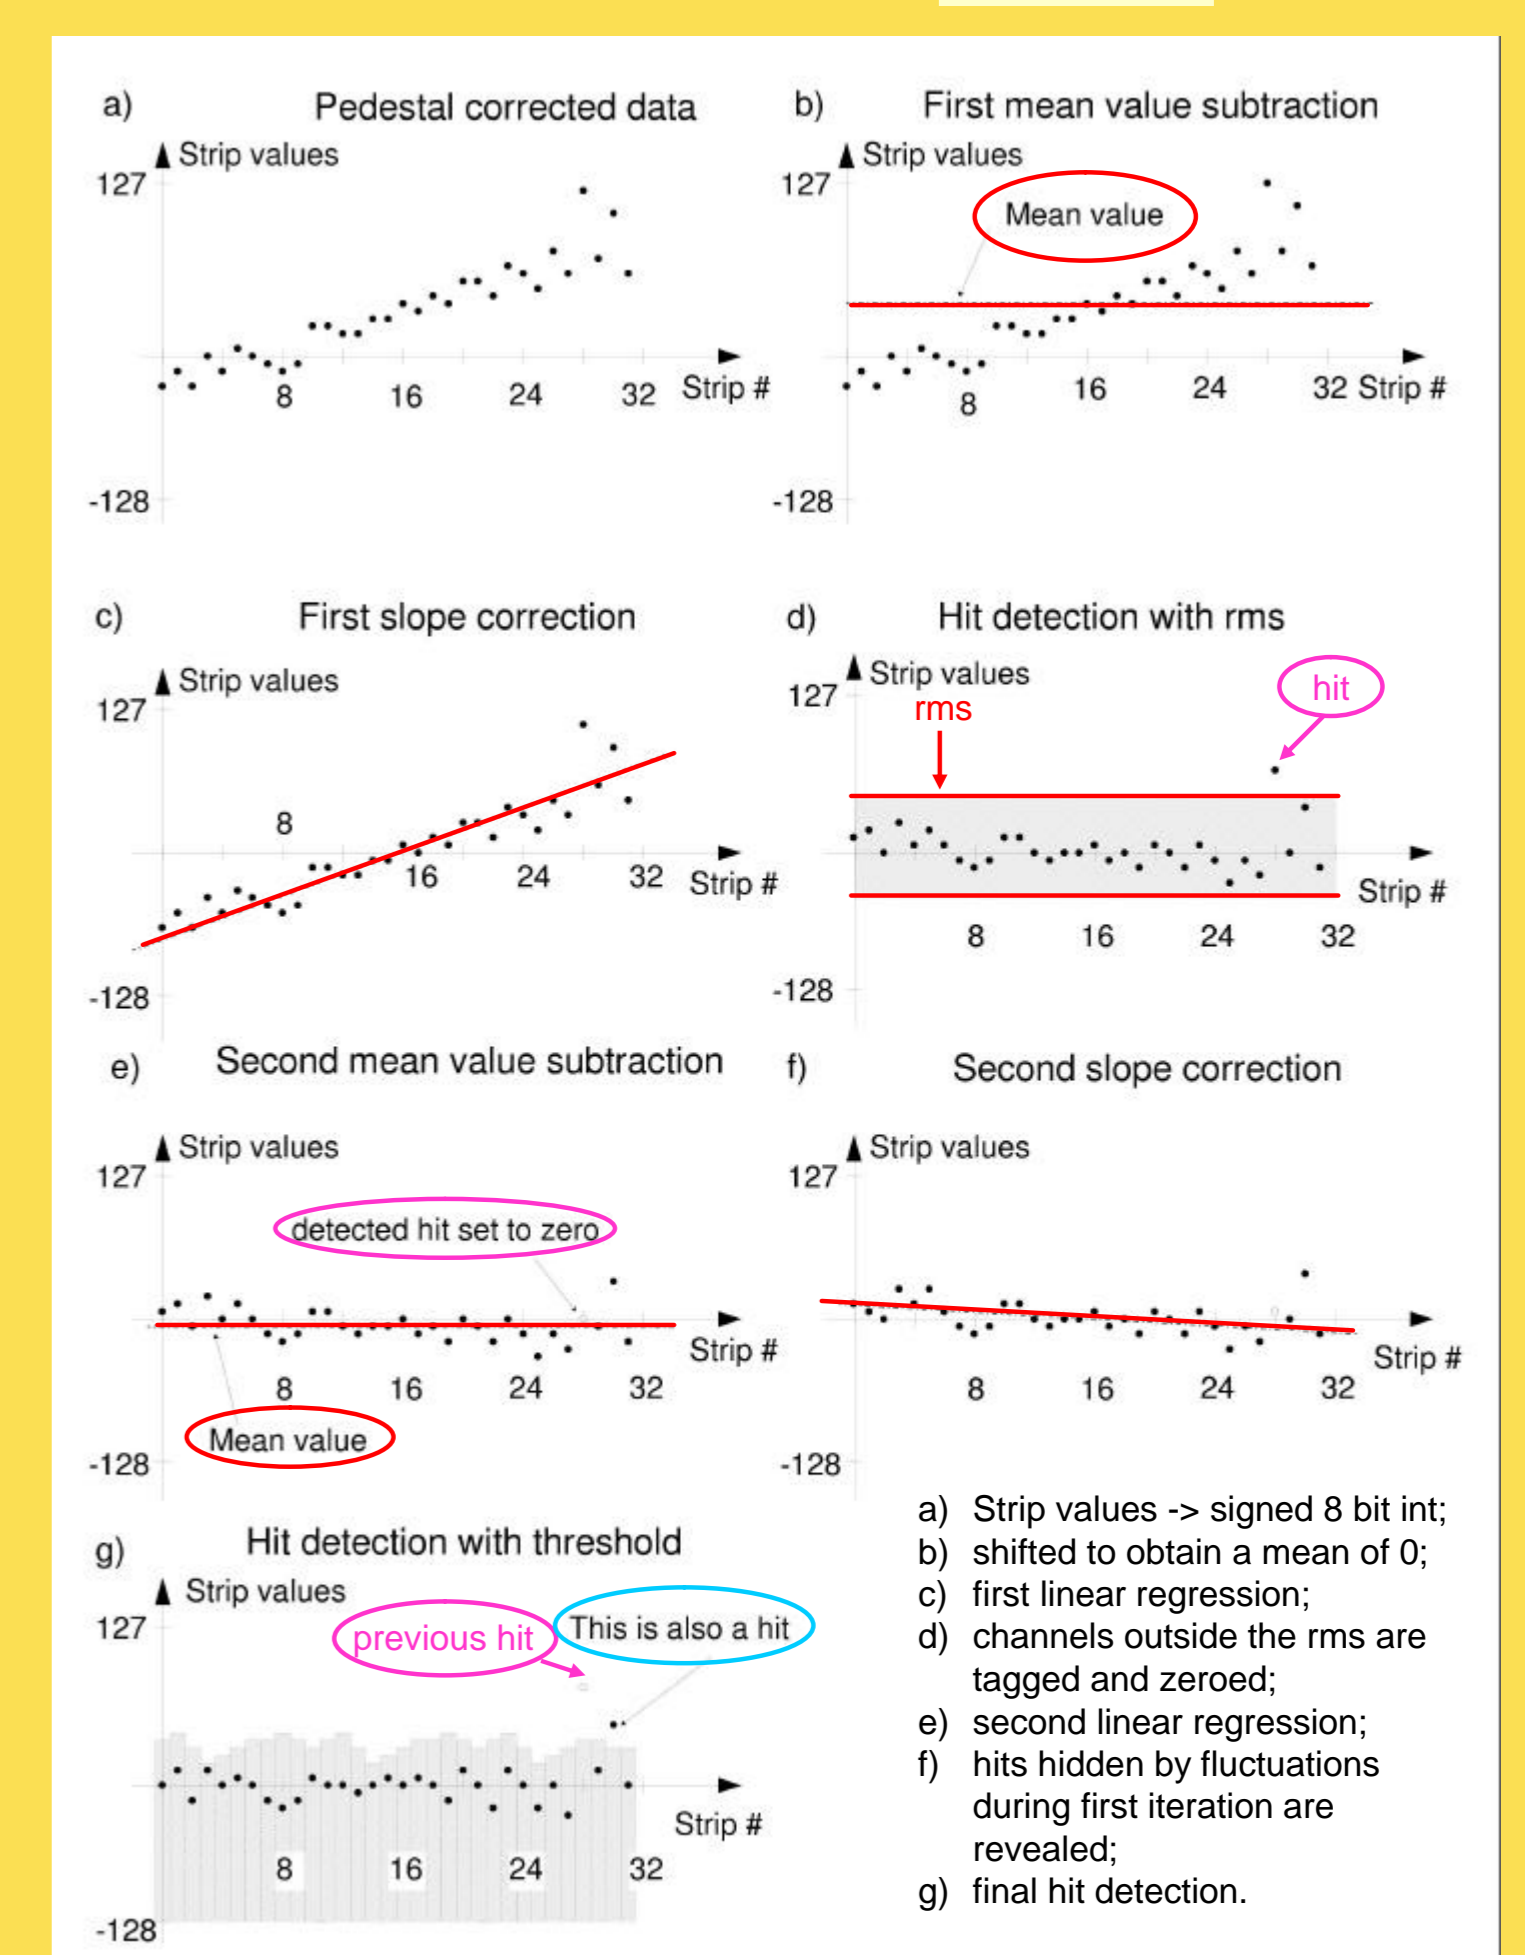 a) Pedestal corrected data
Strip values
127
8 16 24 32 Strip #
-128
b) First mean value subtraction
Strip values
127
Mean value
8 16 24 32 Strip #
-128
c) First slope correction
Strip values
127
8
16 24 32 Strip #
-128
d) Hit detection with rms
Strip values
127
rms
hit
Strip #
8 16 24 32
-128
e) Second mean value subtraction
Strip values
127
detected hit set to zero
Strip #
8 16 24 32
Mean value
-128
f) Second slope correction
Strip values
127
Strip #
8 16 24 32
-128
g) Hit detection with threshold
Strip values
127
previous hit
This is also a hit
Strip #
8 16 24 32
-128
a) Strip values -> signed 8 bit int;
b) shifted to obtain a mean of 0;
c) first linear regression;
d) channels outside the rms are
tagged and zeroed;
e) second linear regression;
f) hits hidden by fluctuations
during first iteration are
revealed;
g) final hit detection.